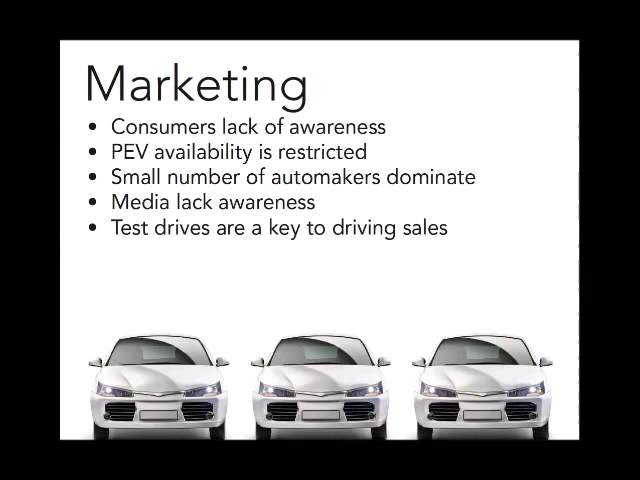 Marketing
• Consumers lack of awareness
• PEV availability is restricted
• Small number of automakers dominate
• Media lack awareness
• Test drives are a key to driving sales